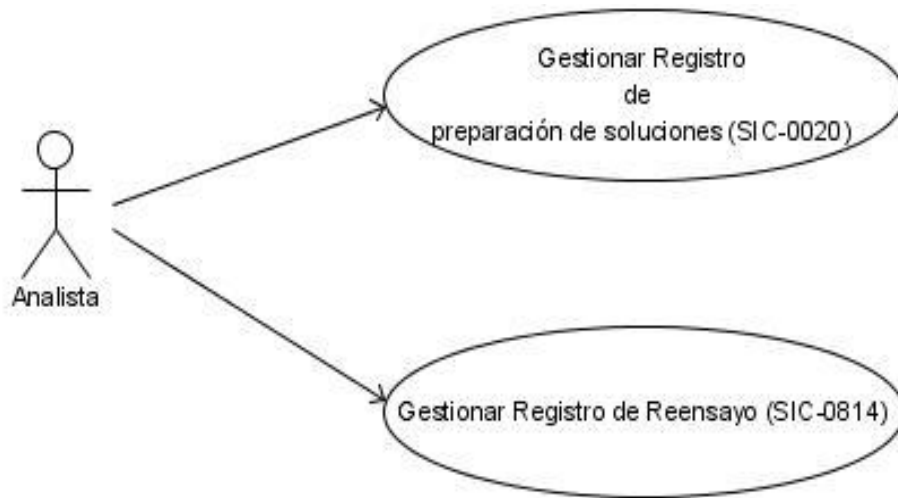 Gestionar Registro
de
preparación de soluciones (SIC-0020)
Analista
Gestionar Registro de Reensayo (SIC-0814)